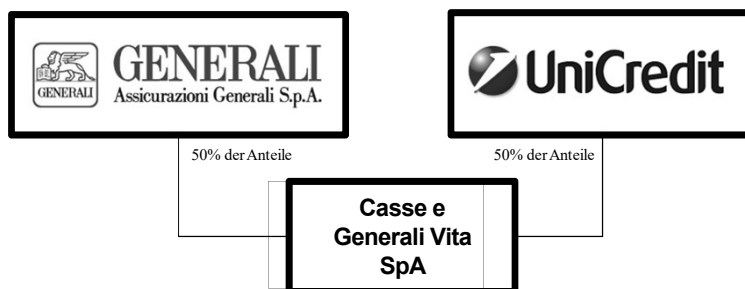 GENERALI
GENERALI
Assicurazioni Generali S.p.A.
UniCredit
50% der Anteile
50% der Anteile
Casse e
Generali Vita
SpA